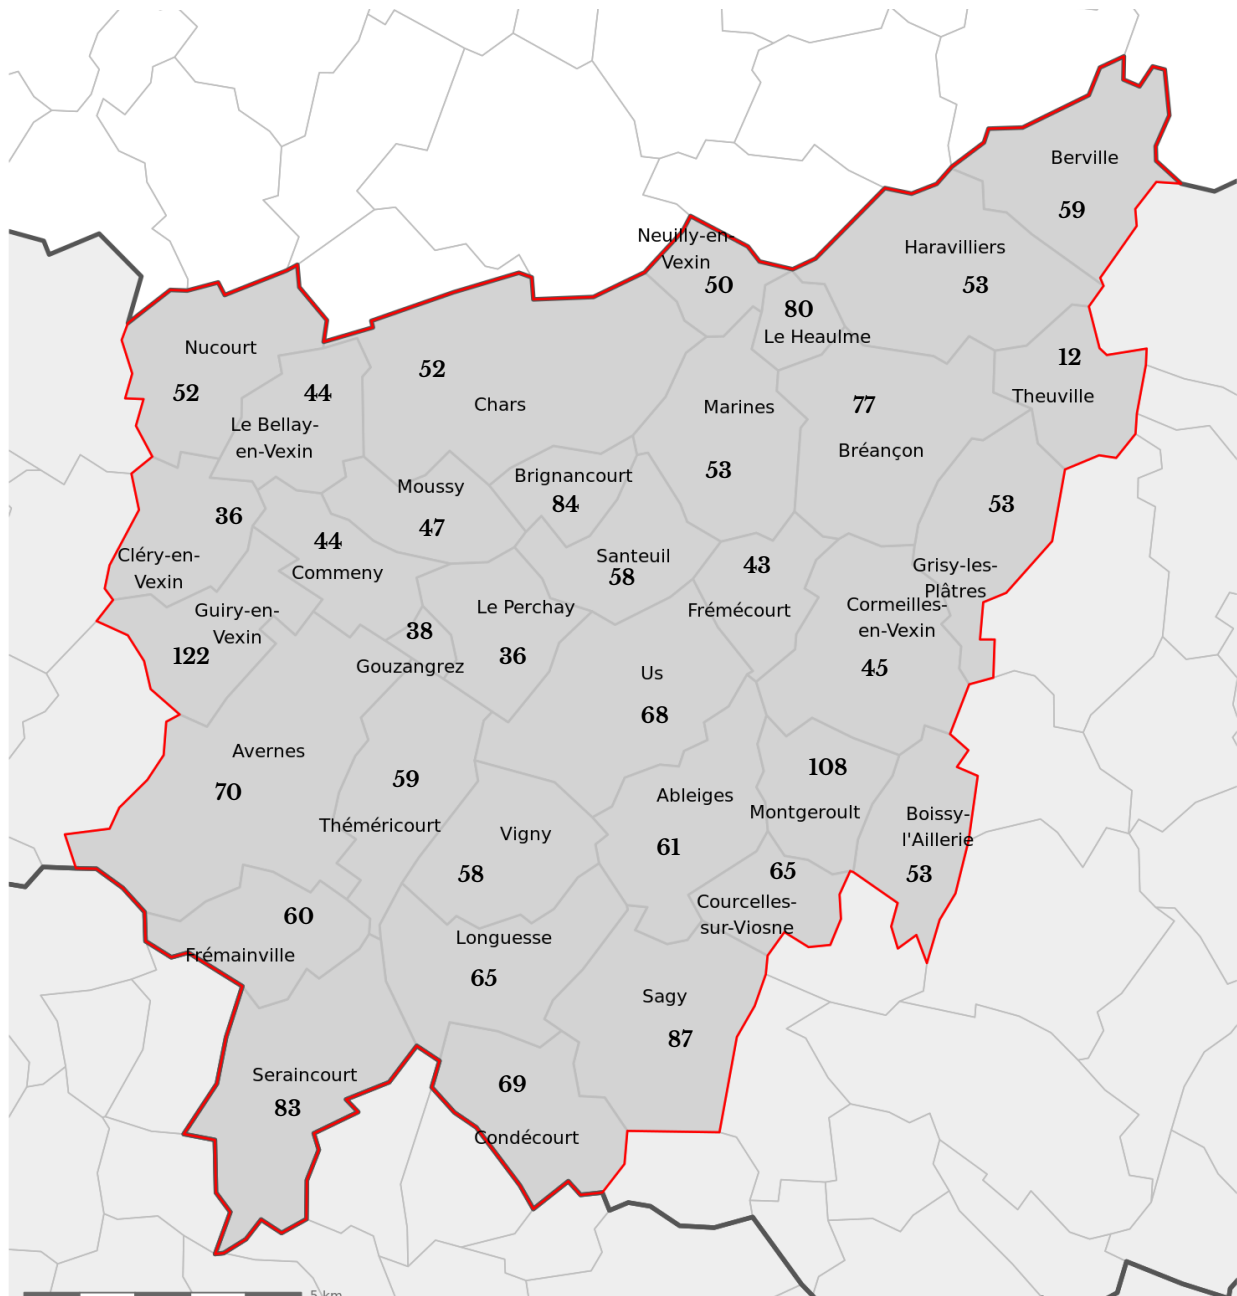 Berville
59
Neuilly-en-
Vexin
50
Haravilliers
53
80
Le Heaulme
Nucourt
52
44
Le Bellay-
en-Vexin
52
Chars
12
Theuville
Marines
53
77
Bréançon
Moussy
47
Brignancourt
84
53
Grisy-les-
Plâtres
36
Cléry-en-
Vexin
44
Commeny
Santeuil
58
43
Frémécourt
Cormeilles-
en-Vexin
45
Guiry-en-
Vexin
122
38
Gouzangrez
Le Perchay
36
Us
68
Avernes
70
59
Théméricourt
Vigny
58
Ableiges
61
108
Montgeroult
Boissy-
l'Aillerie
53
65
Courcelles-
sur-Viosne
60
Frémainville
Longuesse
65
Sagy
87
Seraincourt
83
69
Condécourt
5 km